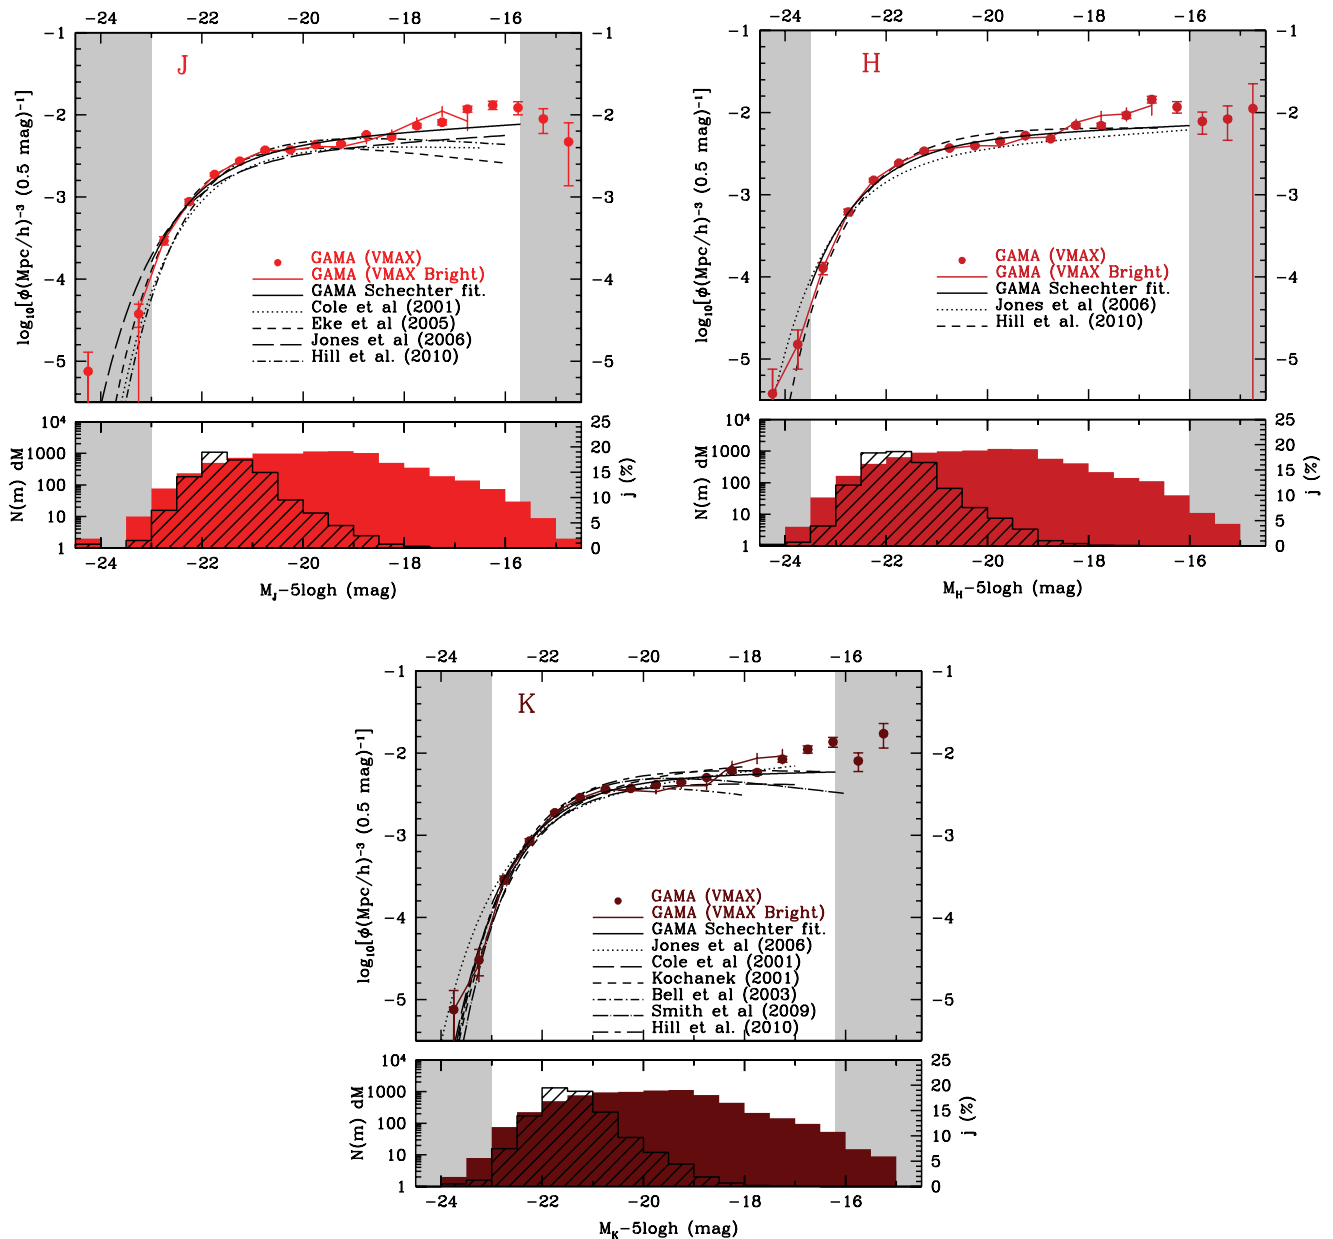 −24 −22 −20 −18 −16
J
−1 −1
−2 −2
−3 −3
−4 −4
−5 −5
log₁₀[ϕ(Mpc/h)⁻³ (0.5 mag)⁻¹]
GAMA (VMAX)
GAMA (VMAX Bright)
GAMA Schechter fit.
Cole et al (2001)
Eke et al (2005)
Jones et al (2006)
Hill et al. (2010)
10⁴ 25
1000 20
100 15
10 10
5
1 0
N(m) dM
j (%)
−24 −22 −20 −18 −16
M_J−5logh (mag)
−24 −22 −20 −18 −16
H
−1 −1
−2 −2
−3 −3
−4 −4
−5 −5
log₁₀[ϕ(Mpc/h)⁻³ (0.5 mag)⁻¹]
GAMA (VMAX)
GAMA (VMAX Bright)
GAMA Schechter fit.
Jones et al (2006)
Hill et al. (2010)
10⁴ 25
1000 20
100 15
10 10
5
1 0
N(m) dM
j (%)
−24 −22 −20 −18 −16
M_H−5logh (mag)
−24 −22 −20 −18 −16
K
−1 −1
−2 −2
−3 −3
−4 −4
−5 −5
log₁₀[ϕ(Mpc/h)⁻³ (0.5 mag)⁻¹]
GAMA (VMAX)
GAMA (VMAX Bright)
GAMA Schechter fit.
Jones et al (2006)
Cole et al (2001)
Kochanek (2001)
Bell et al (2003)
Smith et al (2009)
Hill et al. (2010)
10⁴ 25
1000 20
100 15
10 10
5
1 0
N(m) dM
j (%)
−24 −22 −20 −18 −16
M_K−5logh (mag)